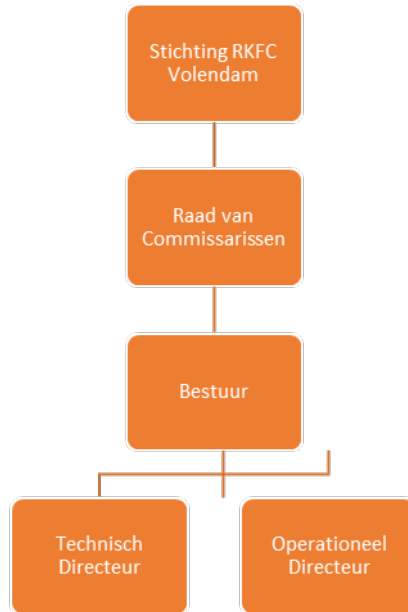 Stichting RKFC
Volendam
Raad van
Commissarissen
Bestuur
Technisch
Directeur
Operationeel
Directeur